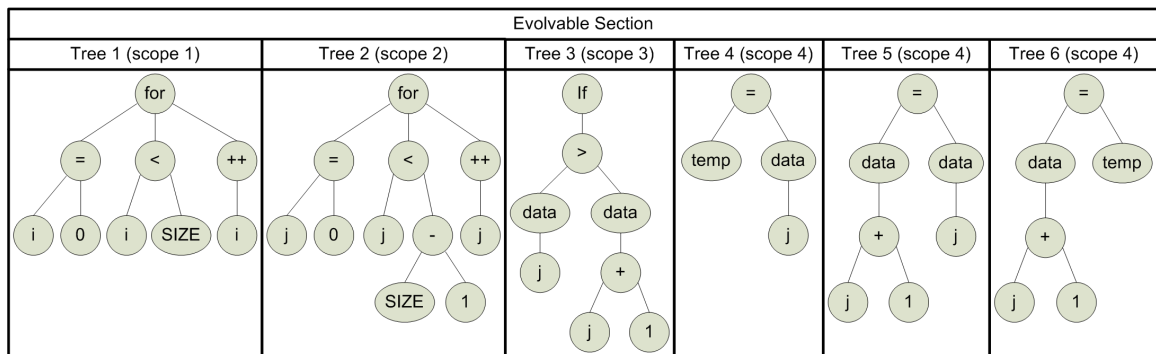 Evolvable Section
Tree 1 (scope 1) Tree 2 (scope 2) Tree 3 (scope 3) Tree 4 (scope 4) Tree 5 (scope 4) Tree 6 (scope 4)
for for If = = =
= < ++ = < ++ > temp data data data data temp
i 0 i SIZE i j 0 j - j data data j + j +
SIZE 1 j + j 1 j 1
j 1